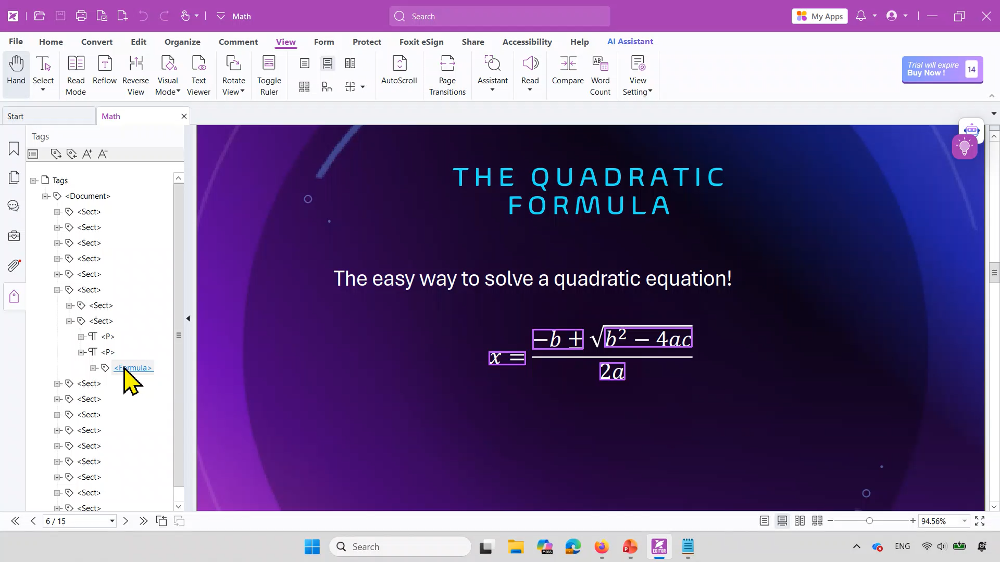 Math
Search
My Apps
File Home Convert Edit Organize Comment View Form Protect Foxit eSign Share Accessibility Help AI Assistant
Hand
Select
Read Mode
Reflow
Reverse View
Visual Mode
Text Viewer
Rotate View
Toggle Ruler
AutoScroll
Page Transitions
Assistant
Read
Compare
Word Count
View Setting
Trial will expire
Buy Now !
14
Start
Math
Tags
Tags
<Document>
<Sect>
<Sect>
<Sect>
<Sect>
<Sect>
<Sect>
<Sect>
<Sect>
<P>
<P>
<Formula>
<Sect>
<Sect>
<Sect>
<Sect>
<Sect>
<Sect>
<Sect>
<Sect>
<Sect>
THE QUADRATIC
FORMULA
The easy way to solve a quadratic equation!
x = (−b ± √(b² − 4ac)) / 2a
6 / 15
94.56%
Search
M365
EDITOR
ENG